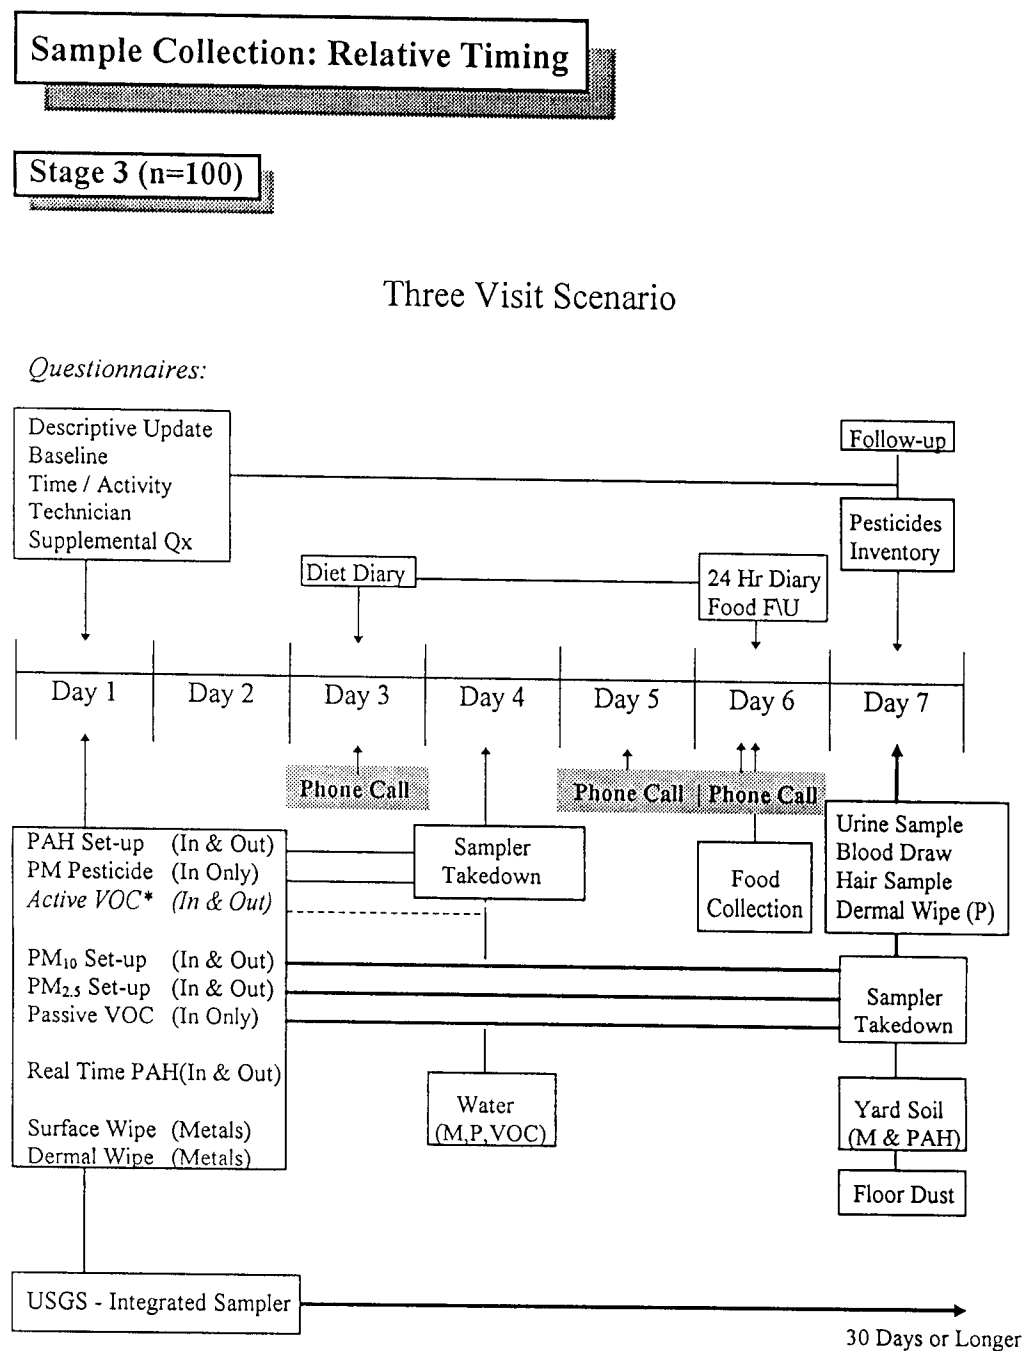 Sample Collection: Relative Timing
Stage 3 (n=100)
Three Visit Scenario
Questionnaires:
Descriptive Update
Baseline
Time / Activity
Technician
Supplemental Qx
Follow-up
Pesticides
Inventory
Diet Diary
24 Hr Diary
Food F\U
Day 1
Day 2
Day 3
Day 4
Day 5
Day 6
Day 7
Phone Call
Phone Call | Phone Call
PAH Set-up (In & Out)
PM Pesticide (In Only)
Active VOC* (In & Out)
PM10 Set-up (In & Out)
PM2.5 Set-up (In & Out)
Passive VOC (In Only)
Real Time PAH(In & Out)
Surface Wipe (Metals)
Dermal Wipe (Metals)
Sampler
Takedown
Food
Collection
Urine Sample
Blood Draw
Hair Sample
Dermal Wipe (P)
Sampler
Takedown
Water
(M,P,VOC)
Yard Soil
(M & PAH)
Floor Dust
USGS - Integrated Sampler
30 Days or Longer